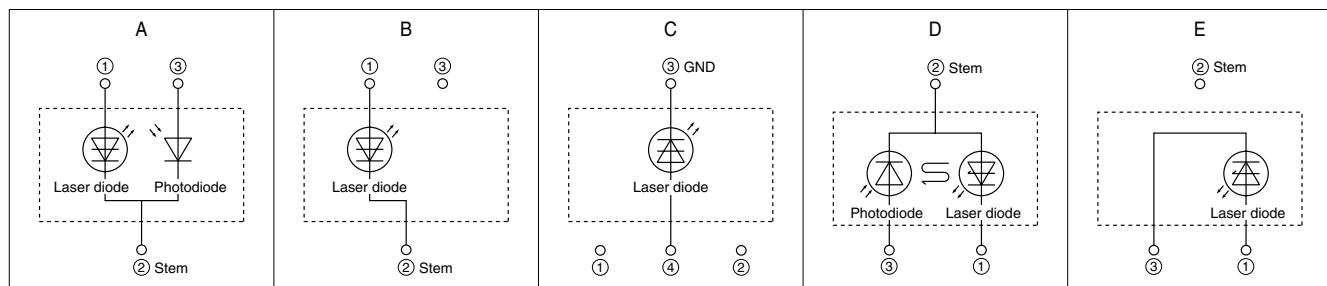 A
① ③
Laser diode Photodiode
② Stem
B
① ③
Laser diode
② Stem
C
③ GND
Laser diode
① ④ ②
D
② Stem
Photodiode Laser diode
③ ①
E
② Stem
Laser diode
③ ①